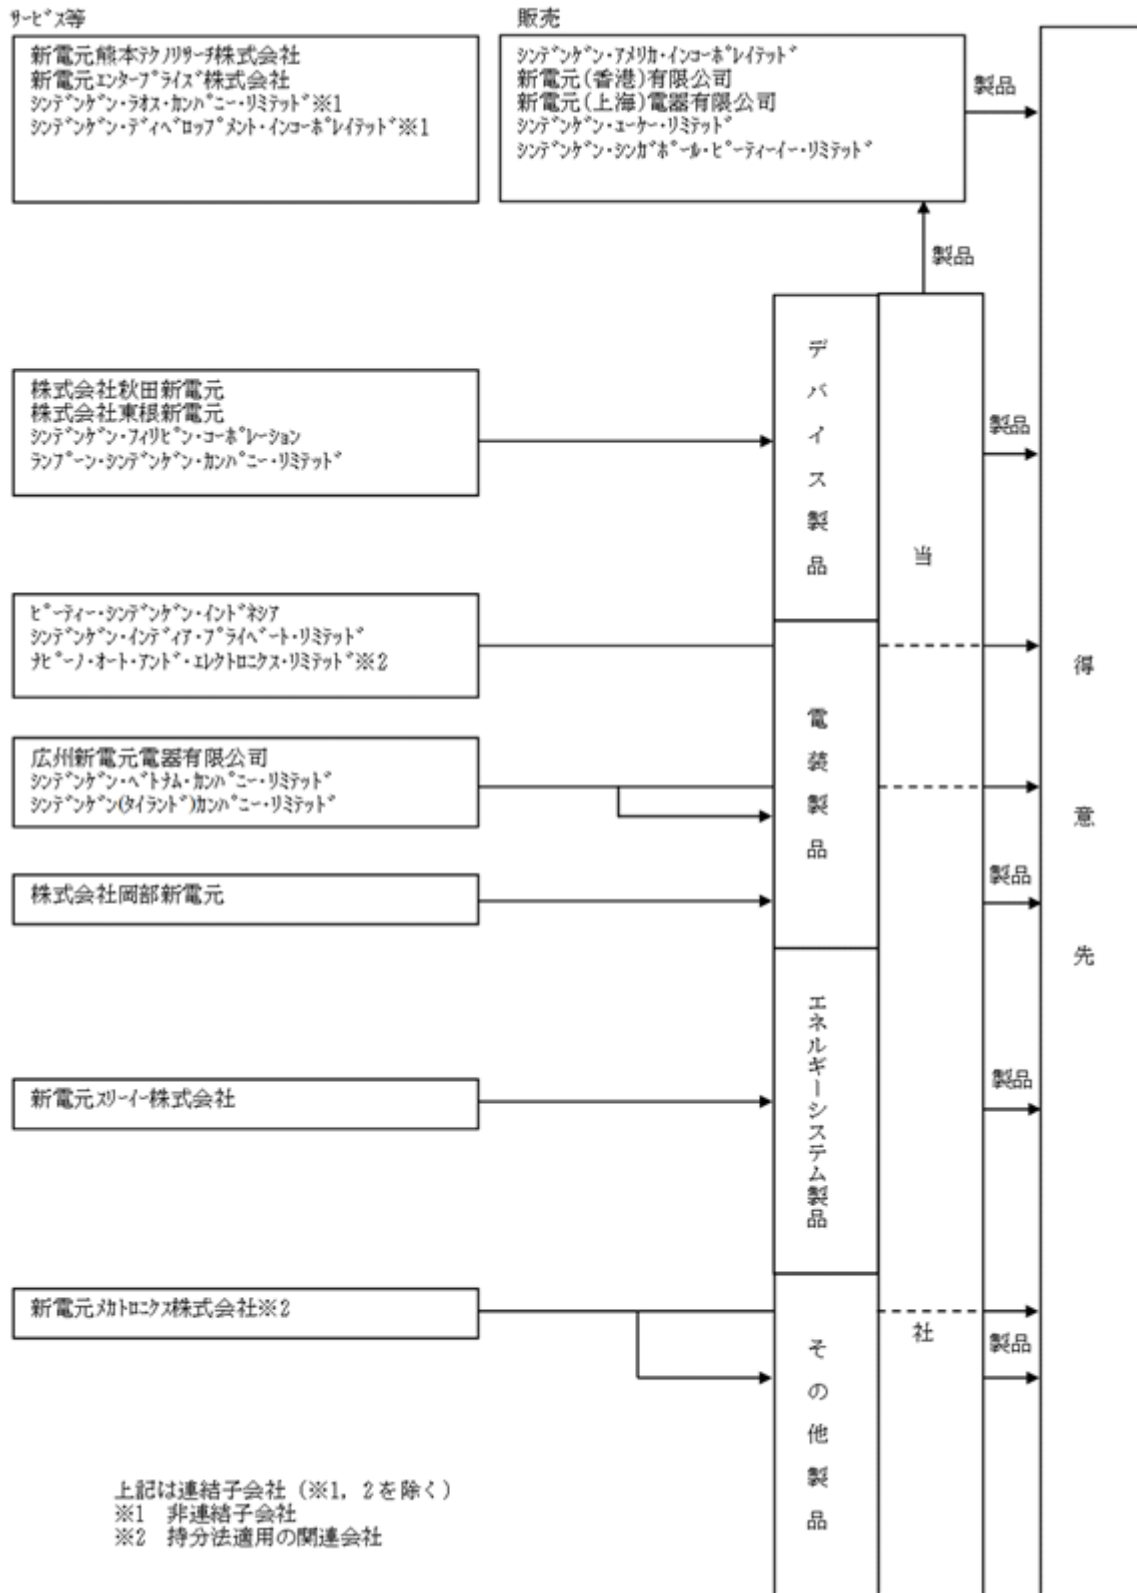 サービス等
新電元熊本テクノリサーチ株式会社
新電元エンタープライズ株式会社
シンデンゲン・ラオス・カンパニー・リミテッド※1
シンデンゲン・ディベロップメント・インコーポレイテッド※1
販売
シンデンゲン・アメリカ・インコーポレイテッド
新電元(香港)有限公司
新電元(上海)電器有限公司
シンデンゲン・ユーケー・リミテッド
シンデンゲン・シンガポール・ピーティーイー・リミテッド
製品
製品
株式会社秋田新電元
株式会社東根新電元
シンデンゲン・フィリピン・コーポレーション
ランプーン・シンデンゲン・カンパニー・リミテッド
デバイス製品
製品
ピーティー・シンデンゲン・インドネシア
シンデンゲン・インディア・プライベート・リミテッド
ナピーノ・オート・アンド・エレクトロニクス・リミテッド※2
広州新電元電器有限公司
シンデンゲン・ベトナム・カンパニー・リミテッド
シンデンゲン(タイランド)カンパニー・リミテッド
株式会社岡部新電元
電装製品
製品
新電元スリーイー株式会社
エネルギーシステム製品
製品
新電元メカトロニクス株式会社※2
その他製品
製品
当社
得意先
上記は連結子会社(※1, 2を除く)
※1 非連結子会社
※2 持分法適用の関連会社